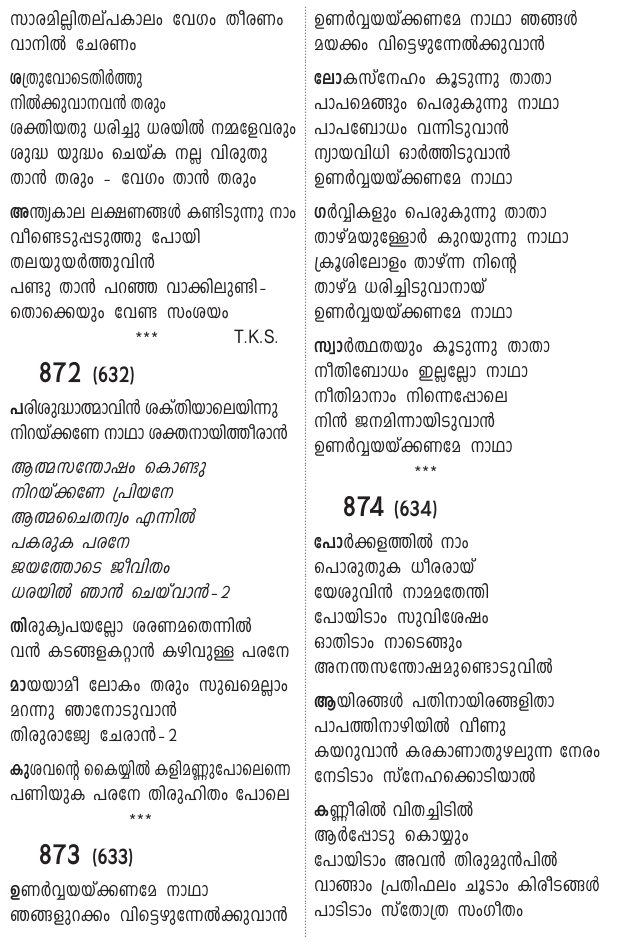 സാരമില്ലിതല്പകാലം വേഗം തീരണം
വാനിൽ ചേരണം
ശത്രുവോടെതിർത്തു
നിൽക്കുവാനവൻ തരും
ശക്തിയതു ധരിച്ചു ധരയിൽ നമ്മളേവരും
ശുദ്ധ യുദ്ധം ചെയ്ക നല്ല വിരുതു
താൻ തരും - വേഗം താൻ തരും
അന്ത്യകാല ലക്ഷണങ്ങൾ കണ്ടിടുന്നു നാം
വീണ്ടെടുപ്പടുത്തു പോയി
തലയുയർത്തുവിൻ
പണ്ടു താൻ പറഞ്ഞ വാക്കിലുണ്ടി-
തൊക്കെയും വേണ്ട സംശയം
*** T.K.S.
872 (632)
പരിശുദ്ധാത്മാവിൻ ശക്തിയാലെയിന്നു
നിറയ്ക്കണേ നാഥാ ശക്തനായിത്തീരാൻ
ആത്മസന്തോഷം കൊണ്ടു
നിറയ്ക്കണേ പ്രിയനേ
ആത്മചൈതന്യം എന്നിൽ
പകരുക പരനേ
ജയത്തോടെ ജീവിതം
ധരയിൽ ഞാൻ ചെയ്‌വാൻ-2
തിരുകൃപയല്ലോ ശരണമതെന്നിൽ
വൻ കടങ്ങളകറ്റാൻ കഴിവുള്ള പരനേ
മായയാമീ ലോകം തരും സുഖമെല്ലാം
മറന്നു ഞാനോടുവാൻ
തിരുരാജ്യേ ചേരാൻ-2
കുശവന്റെ കൈയ്യിൽ കളിമണ്ണുപോലെന്നെ
പണിയുക പരനേ തിരുഹിതം പോലെ
***
873 (633)
ഉണർവ്വയയ്ക്കണമേ നാഥാ
ഞങ്ങളുറക്കം വിട്ടെഴുന്നേൽക്കുവാൻ
ഉണർവ്വയയ്ക്കണമേ നാഥാ ഞങ്ങൾ
മയക്കം വിട്ടെഴുന്നേൽക്കുവാൻ
ലോകസ്നേഹം കൂടുന്നു താതാ
പാപമെങ്ങും പെരുകുന്നു നാഥാ
പാപബോധം വന്നിടുവാൻ
ന്യായവിധി ഓർത്തിടുവാൻ
ഉണർവ്വയയ്ക്കണമേ നാഥാ
ഗർവ്വികളും പെരുകുന്നു താതാ
താഴ്മയുള്ളോർ കുറയുന്നു നാഥാ
ക്രൂശിലോളം താഴ്ന്ന നിന്റെ
താഴ്മ ധരിച്ചിടുവാനായ്
ഉണർവ്വയയ്ക്കണമേ നാഥാ
സ്വാർത്ഥതയും കൂടുന്നു താതാ
നീതിബോധം ഇല്ലല്ലോ നാഥാ
നീതിമാനാം നിന്നെപ്പോലെ
നിൻ ജനമിന്നായിടുവാൻ
ഉണർവ്വയയ്ക്കണമേ നാഥാ
***
874 (634)
പോർക്കളത്തിൽ നാം
പൊരുതുക ധീരരായ്
യേശുവിൻ നാമമതേന്തി
പോയിടാം സുവിശേഷം
ഓതിടാം നാടെങ്ങും
അനന്തസന്തോഷമുണ്ടൊടുവിൽ
ആയിരങ്ങൾ പതിനായിരങ്ങളിതാ
പാപത്തിനാഴിയിൽ വീണു
കയറുവാൻ കരകാണാതുഴലുന്ന നേരം
നേടിടാം സ്നേഹക്കൊടിയാൽ
കണ്ണീരിൽ വിതച്ചിടിൽ
ആർപ്പോടു കൊയ്യും
പോയിടാം അവൻ തിരുമുൻപിൽ
വാങ്ങാം പ്രതിഫലം ചൂടാം കിരീടങ്ങൾ
പാടിടാം സ്തോത്ര സംഗീതം